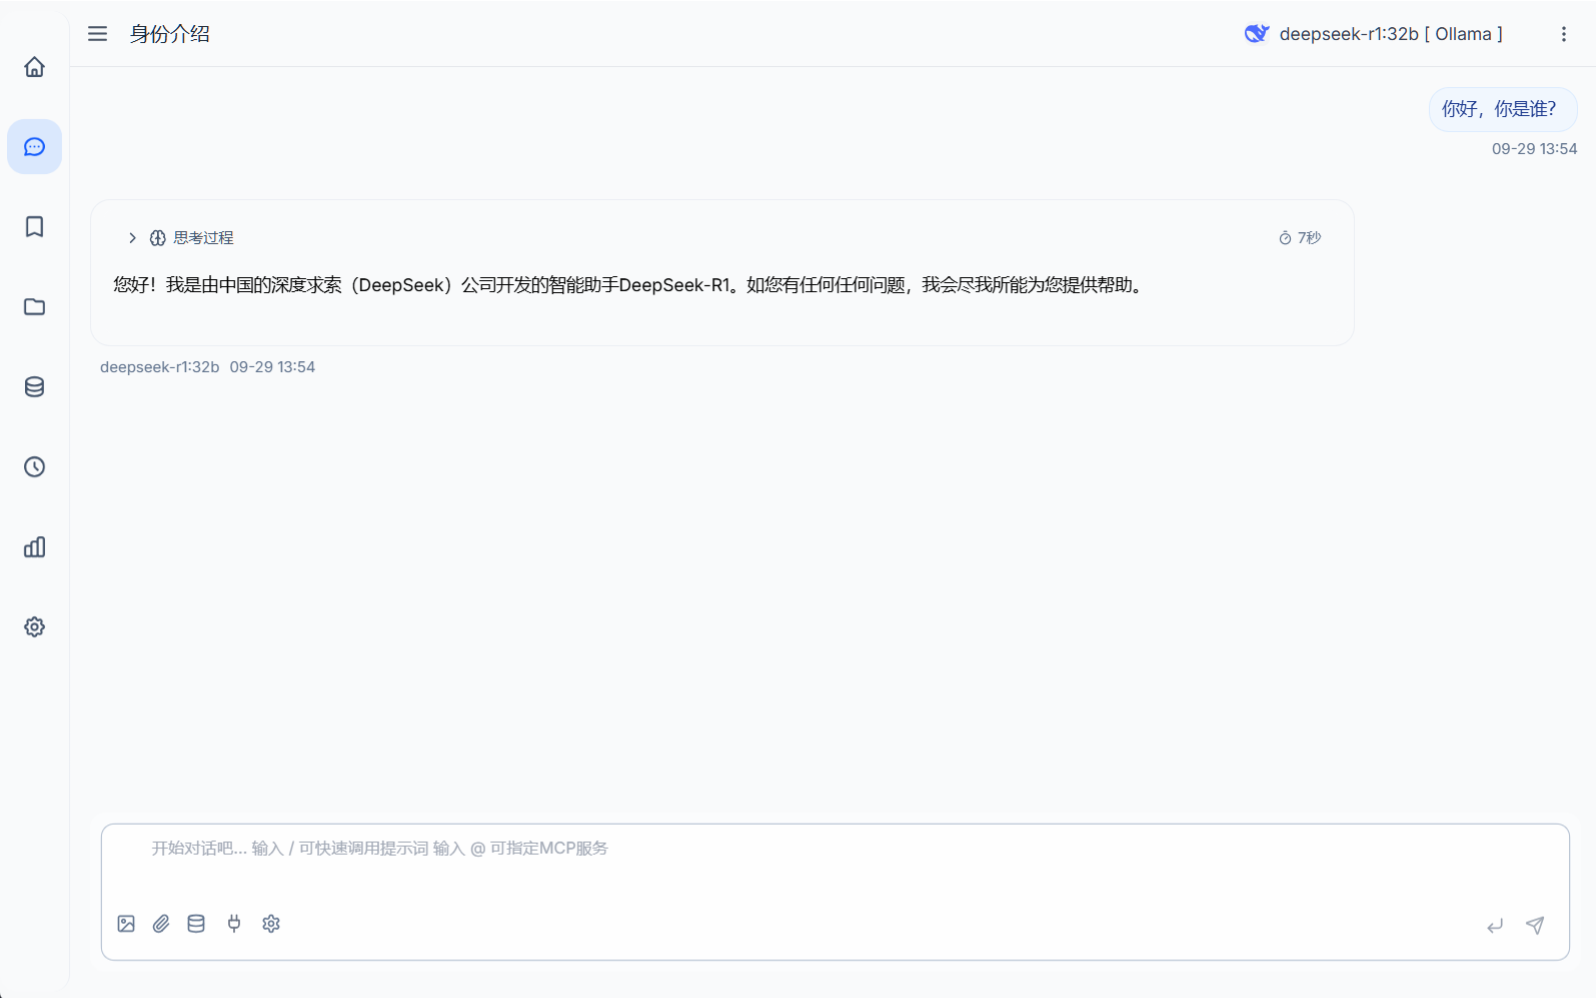 身份介绍
deepseek-r1:32b [ Ollama ]
你好，你是谁?
09-29 13:54
思考过程
7秒
您好！我是由中国的深度求索（DeepSeek）公司开发的智能助手DeepSeek-R1。如您有任何任何问题，我会尽我所能为您提供帮助。
deepseek-r1:32b 09-29 13:54
开始对话吧... 输入 / 可快速调用提示词 输入 @ 可指定MCP服务